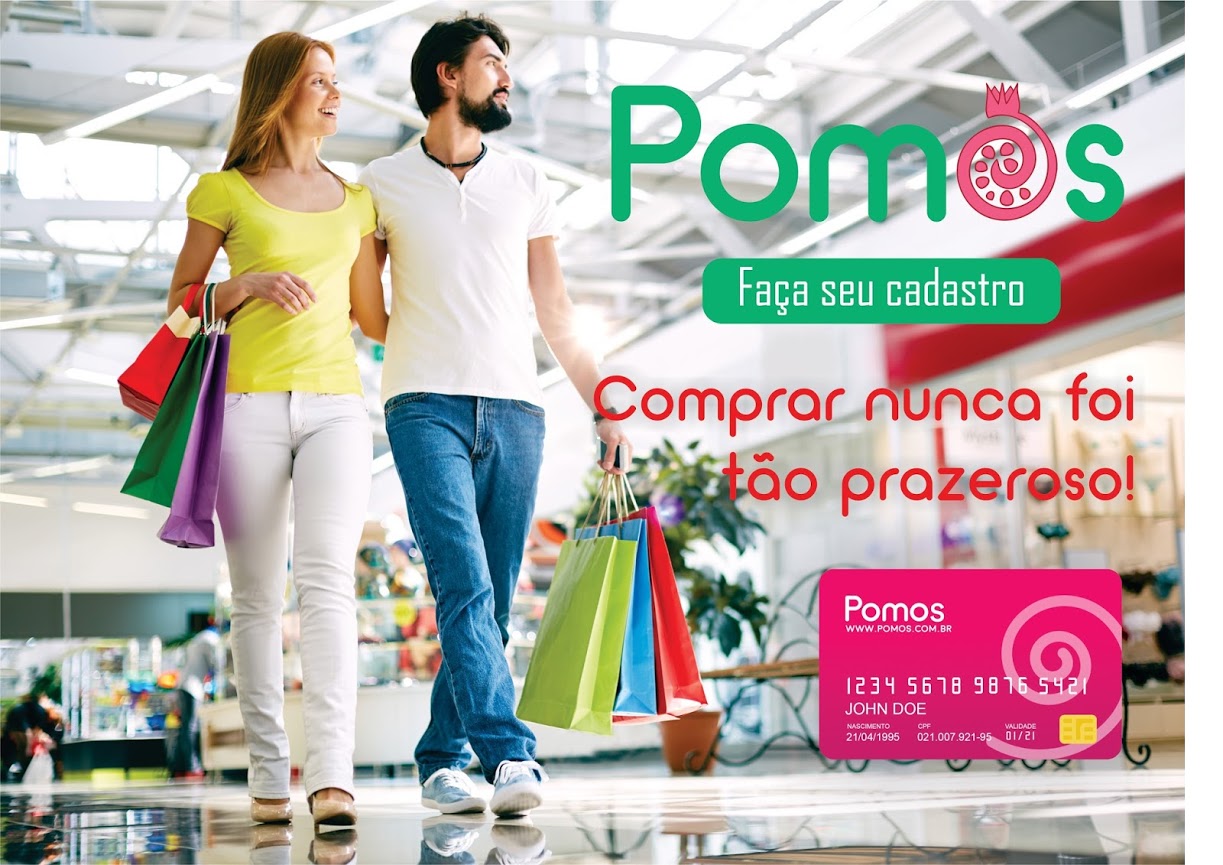 Pomos
Faça seu cadastro
Comprar nunca foi
tão prazeroso!
Pomos
WWW.POMOS.COM.BR
1234 5678 9876 5421
JOHN DOE
NASCIMENTO CPF VALIDADE
21/04/1995 021.007.921-95 01/21